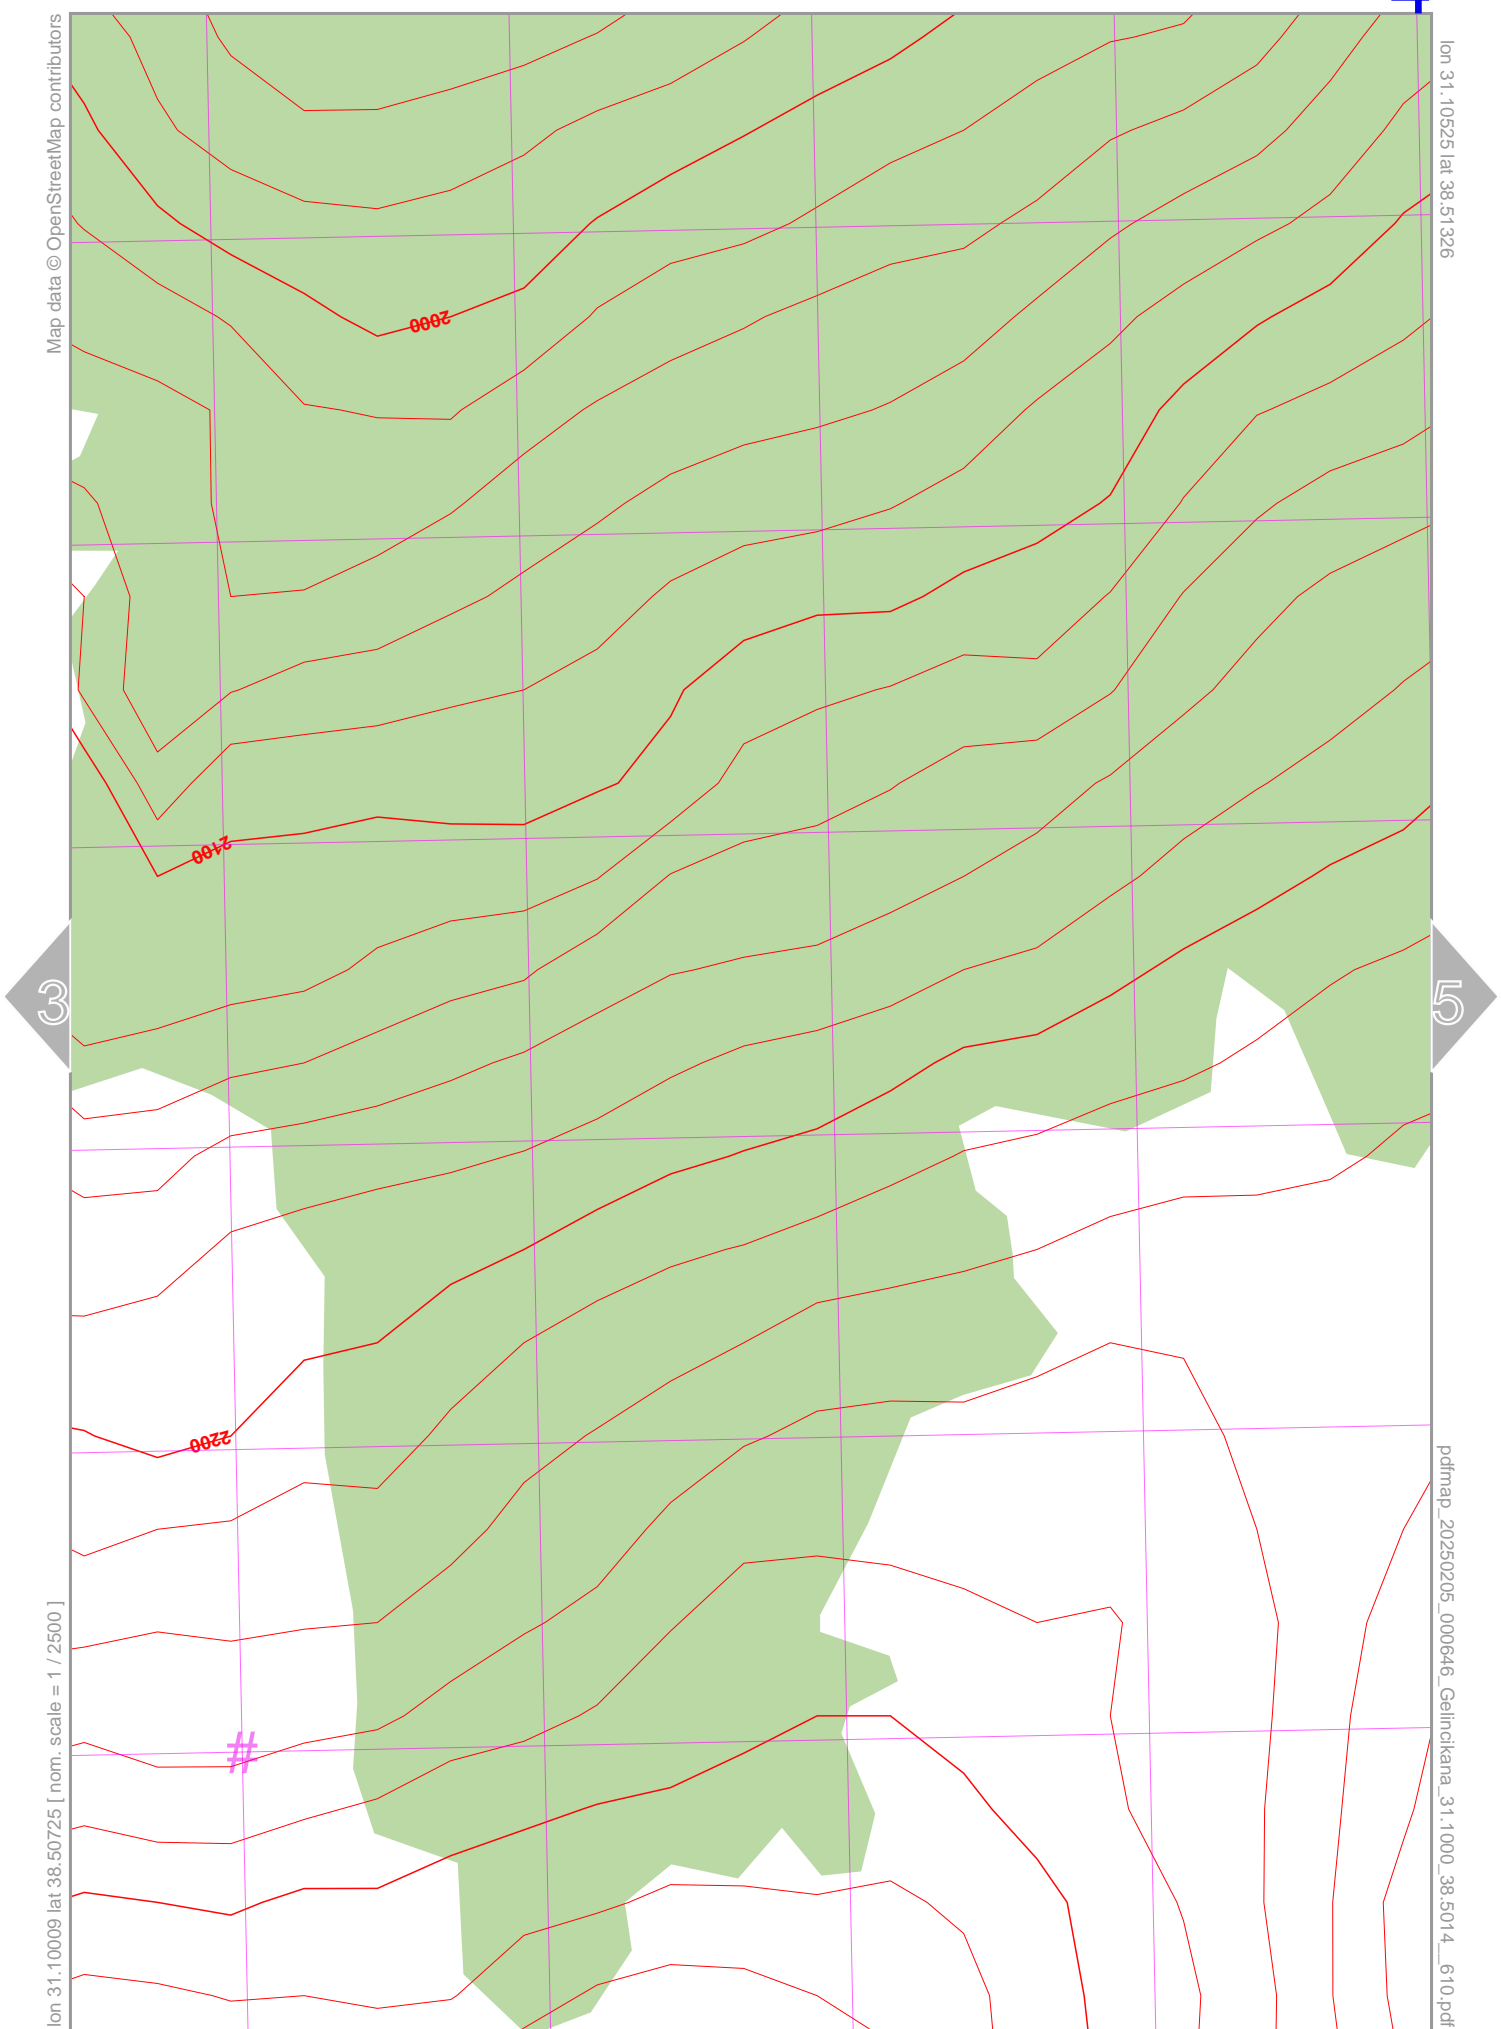 Map data © OpenStreetMap contributors
lon 31.10525 lat 38.51326
2000
2100
3
5
2200
#
lon 31.10009 lat 38.50725 [ nom. scale = 1 / 2500 ]
pdfmap_20250205_000646_Gelincikana_31.1000_38.5014__610.pdf